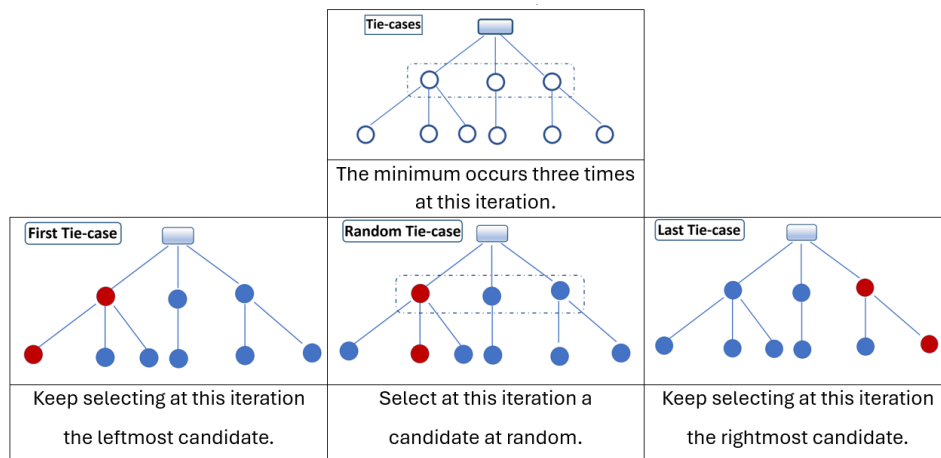 Tie-cases
The minimum occurs three times
at this iteration.
First Tie-case
Random Tie-case
Last Tie-case
Keep selecting at this iteration
the leftmost candidate.
Select at this iteration a
candidate at random.
Keep selecting at this iteration
the rightmost candidate.